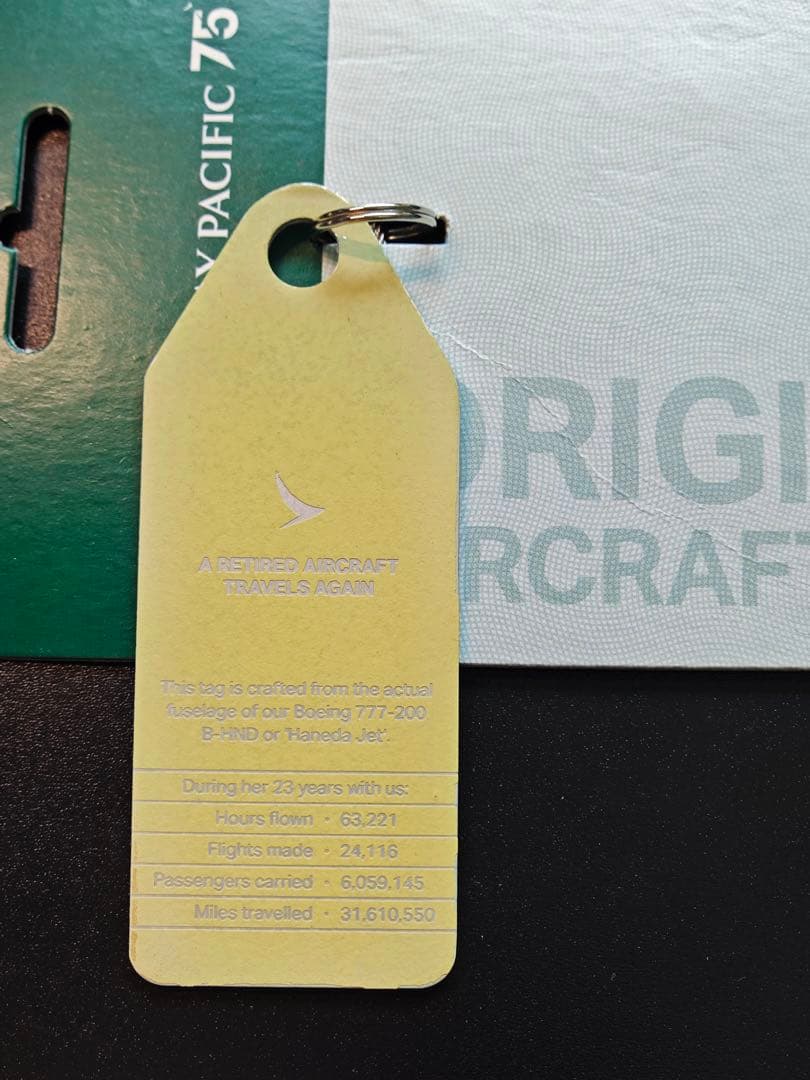 Y PACIFIC 75
ORIGI
IRCRAFT
A RETIRED AIRCRAFT
TRAVELS AGAIN
This tag is crafted from the actual
fuselage of our Boeing 777-200
B-HND or 'Haneda Jet'.
During her 23 years with us:
Hours flown · 63,221
Flights made · 24,116
Passengers carried · 6,059,145
Miles travelled · 31,610,550